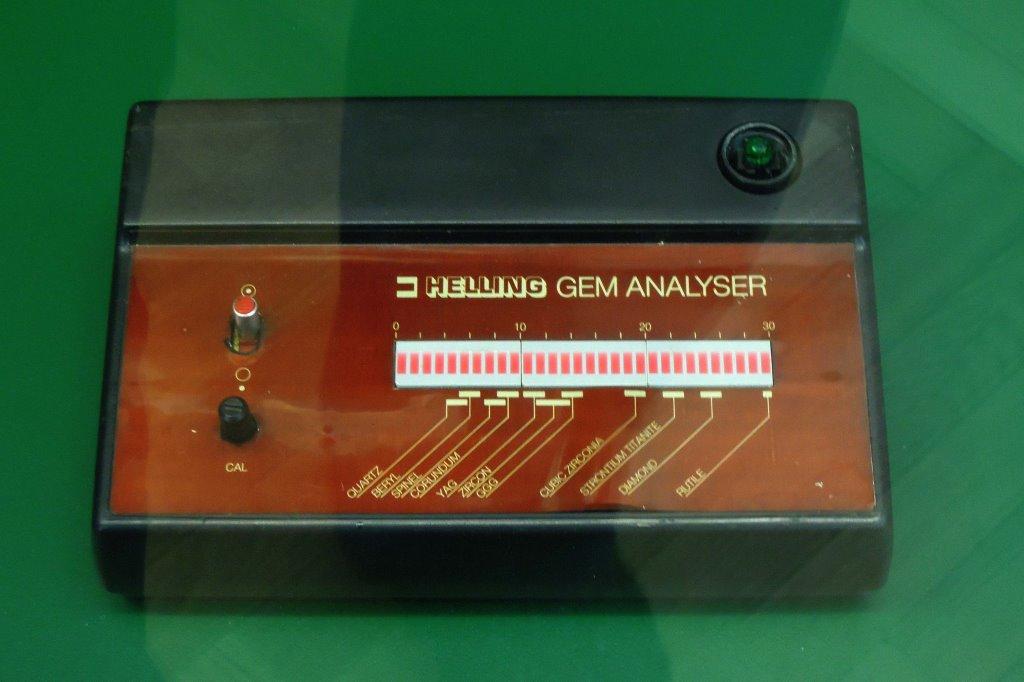 HELLING GEM ANALYSER
0 10 20 30
QUARTZ
BERYL
SPINEL
CORUNDUM
YAG
ZIRCON
GGG
CUBIC ZIRCONIA
STRONTIUM TITANITE
DIAMOND
RUTILE
CAL